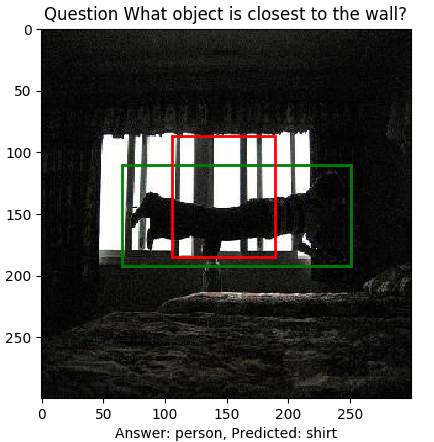 Question What object is closest to the wall?
0
50
100
150
200
250
0 50 100 150 200 250
Answer: person, Predicted: shirt